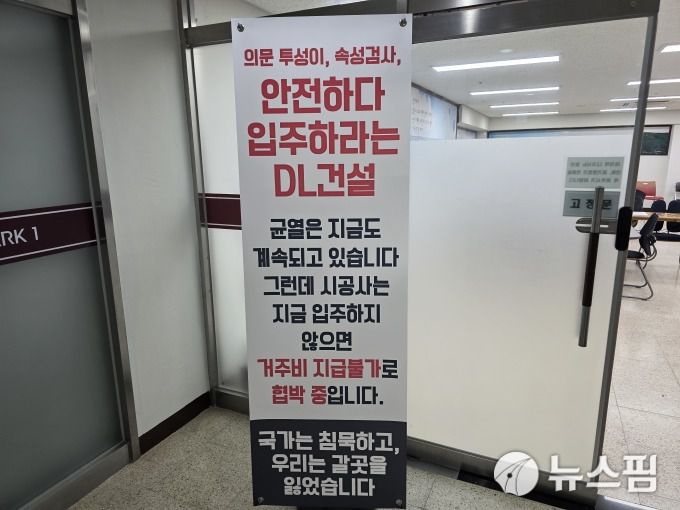 의문 투성이, 속성검사,
안전하다
입주하라는
DL건설
균열은 지금도
계속되고 있습니다
그런데 시공사는
지금 입주하지
않으면
거주비 지급불가로
협박 중입니다.
국가는 침묵하고,
우리는 갈곳을
잃었습니다
ARK 1
고정문
뉴스핌